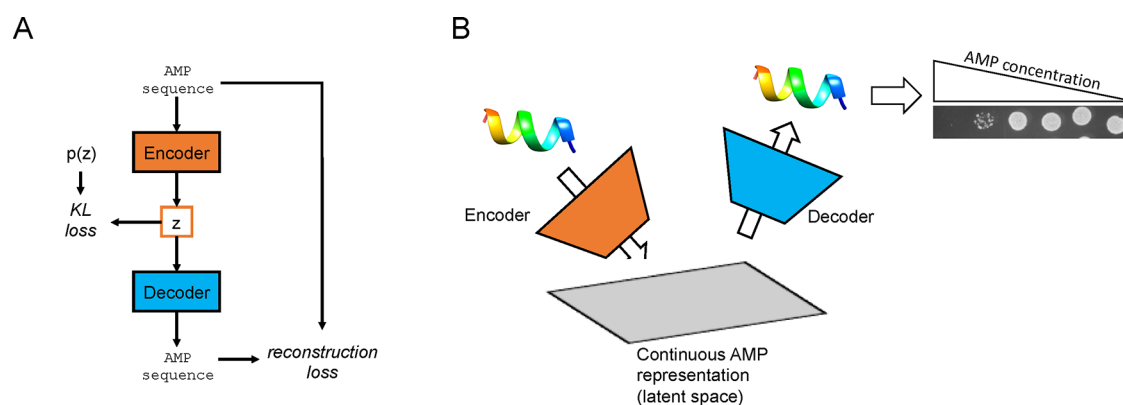 A
AMP
sequence
Encoder
p(z)
KL
loss
z
Decoder
AMP
sequence
reconstruction
loss
B
AMP concentration
Encoder
Decoder
Continuous AMP
representation
(latent space)